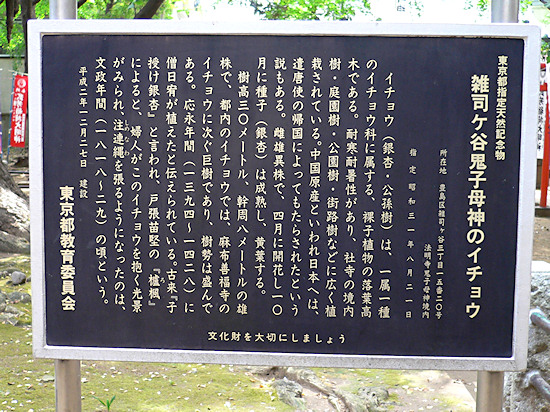 東京都指定天然記念物
雑司ケ谷鬼子母神のイチョウ
所在地 豊島区雑司ヶ谷三丁目一五番二〇号
法明寺鬼子母神境内
指定 昭和三一年八月二一日
イチョウ（銀杏・公孫樹）は、一属一種
のイチョウ科に属する、裸子植物の落葉高
木である。耐寒耐暑性があり、社寺の境内
樹・庭園樹・公園樹・街路樹などに広く植
栽されている。中国原産といわれ日本へは、
遣唐使の帰国によってもたらされたという
説もある。雌雄異株で、四月に開花し一〇
月に種子（銀杏）は成熟し、黄葉する。
樹高三〇メートル、幹周八メートルの雄
株で、都内のイチョウでは、麻布善福寺の
イチョウに次ぐ巨樹であり、樹勢は盛んで
ある。応永年間（一三九四～一四二八）に
僧日宥が植えたと伝えられている。古来『子
授け銀杏』と言われ、戸張苗堅の『櫨楓』
によると、婦人がこのイチョウを抱く光景
がみられ、注連縄を張るようになったのは、
文政年間（一八一八～二九）の頃という。
平成二二年一二月二七日 建設
東京都教育委員会
文化財を大切にしましょう